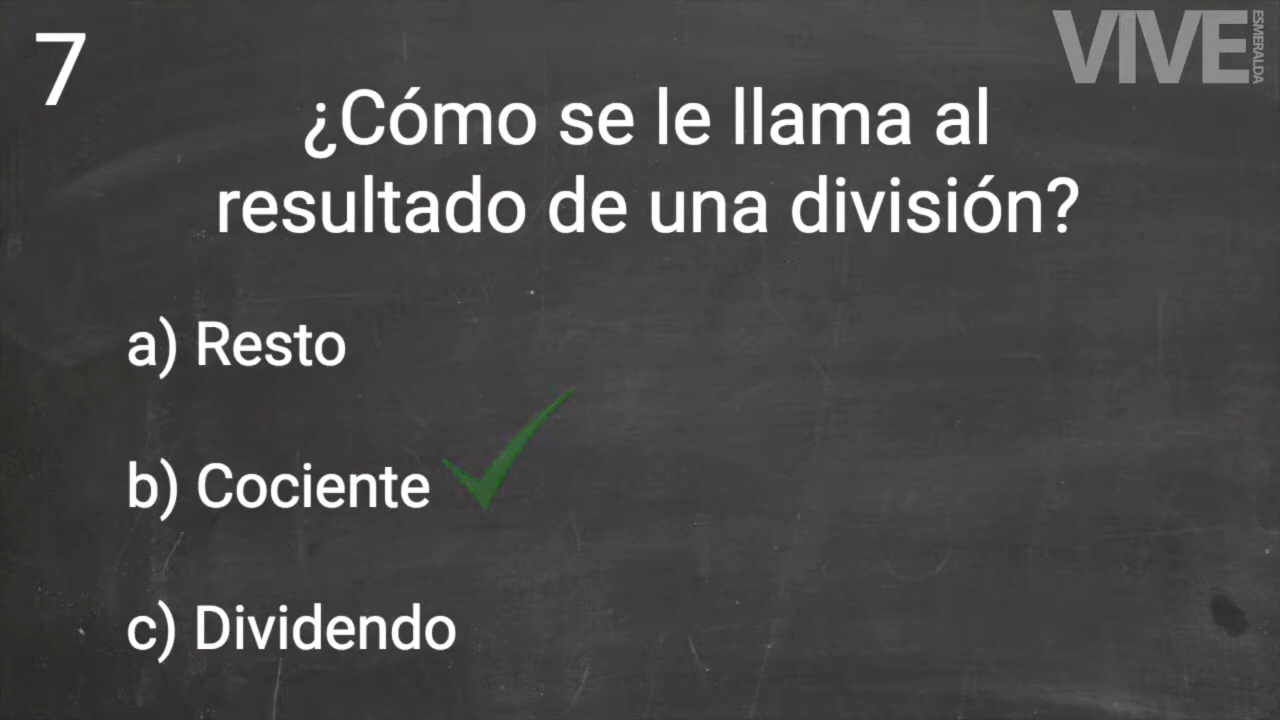 7
VIVE
ESMERALDA
¿Cómo se le llama al
resultado de una división?
a) Resto
b) Cociente
c) Dividendo